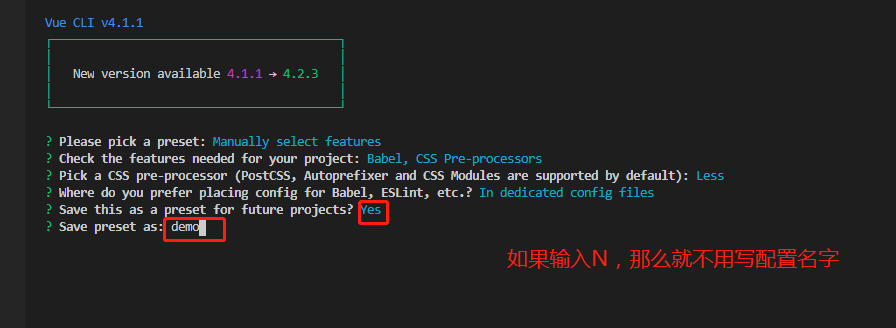 Vue CLI v4.1.1
New version available 4.1.1 → 4.2.3
? Please pick a preset: Manually select features
? Check the features needed for your project: Babel, CSS Pre-processors
? Pick a CSS pre-processor (PostCSS, Autoprefixer and CSS Modules are supported by default): Less
? Where do you prefer placing config for Babel, ESLint, etc.? In dedicated config files
? Save this as a preset for future projects? Yes
? Save preset as: demo
如果输入N，那么就不用写配置名字